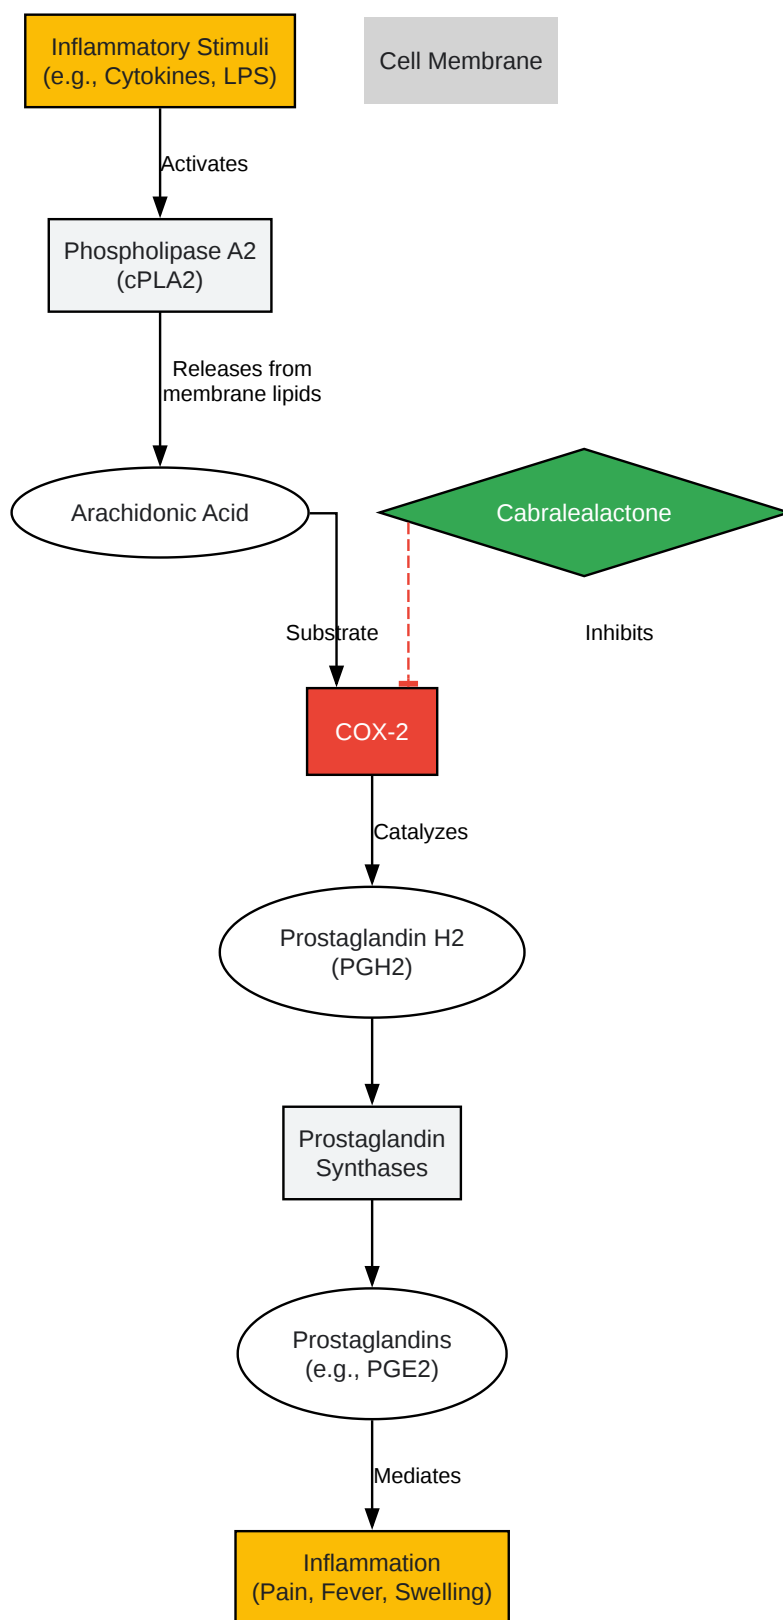 Inflammatory Stimuli
(e.g., Cytokines, LPS)
Cell Membrane
Activates
Phospholipase A2
(cPLA2)
Releases from
membrane lipids
Arachidonic Acid
Cabralealactone
Substrate
Inhibits
COX-2
Catalyzes
Prostaglandin H2
(PGH2)
Prostaglandin
Synthases
Prostaglandins
(e.g., PGE2)
Mediates
Inflammation
(Pain, Fever, Swelling)